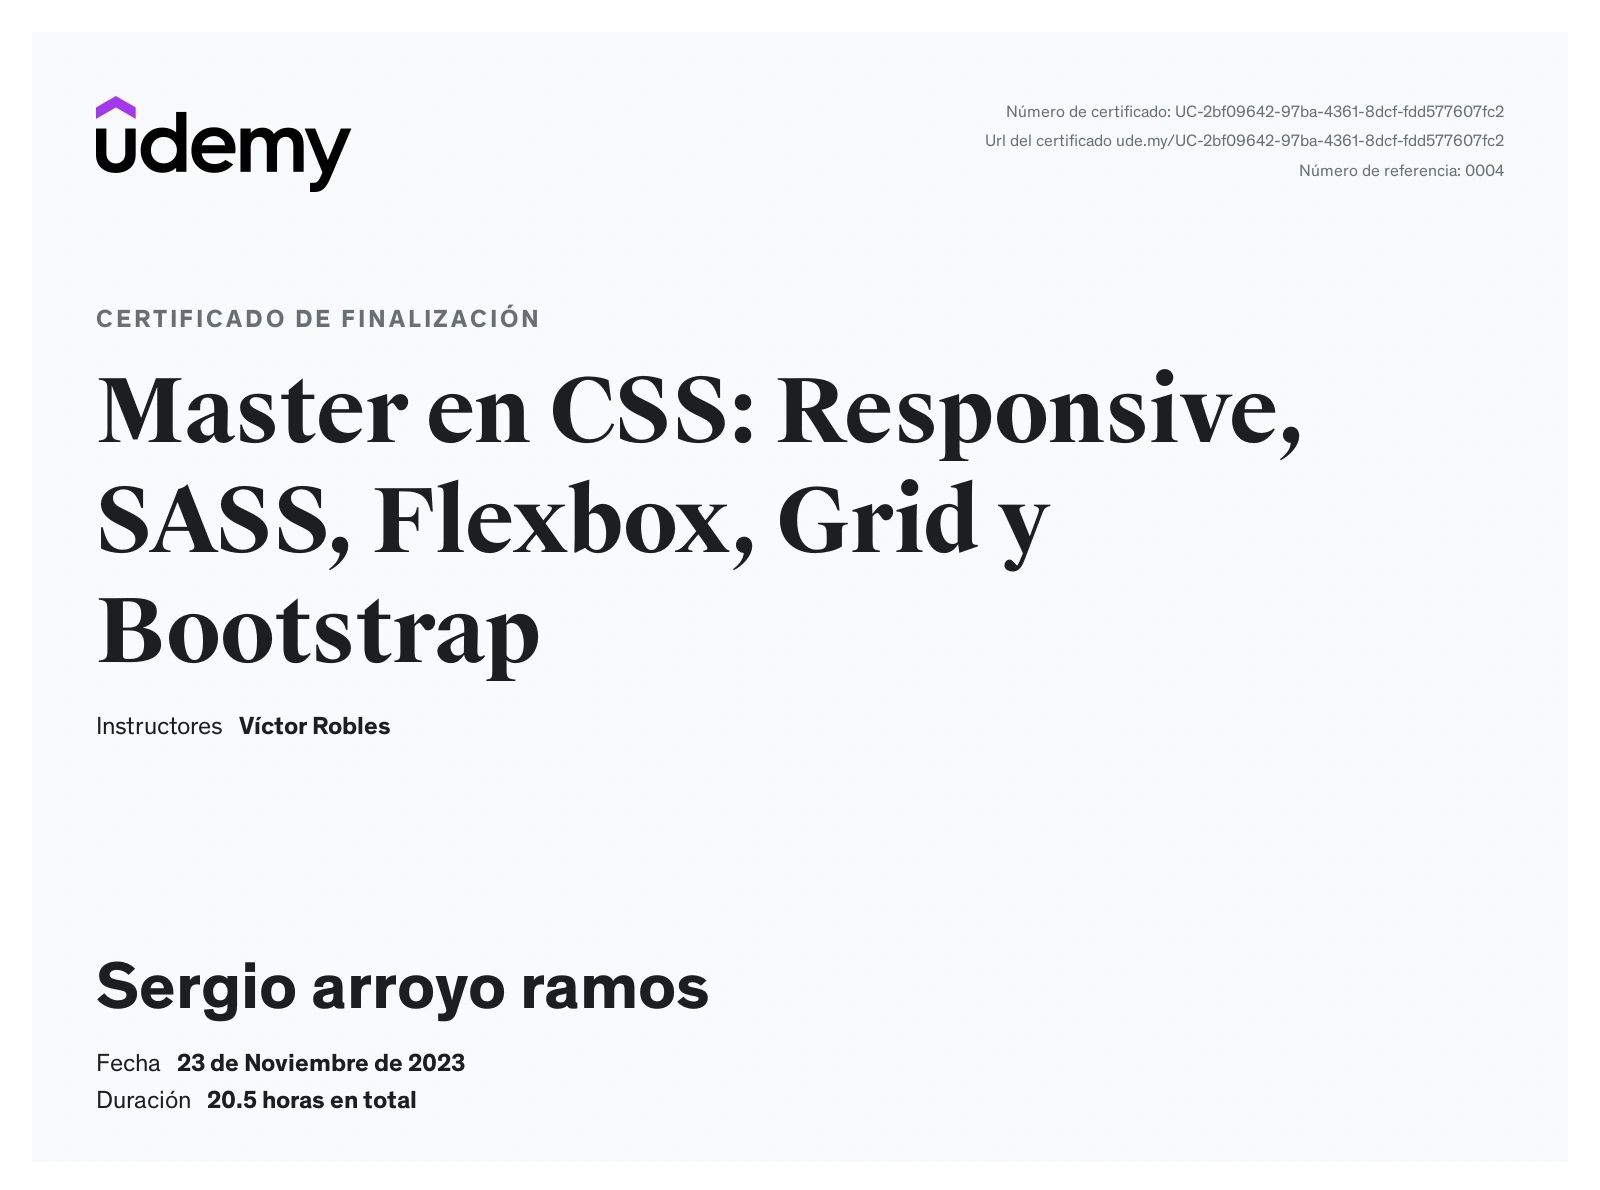 udemy
Número de certificado: UC-2bf09642-97ba-4361-8dcf-fdd577607fc2
Url del certificado ude.my/UC-2bf09642-97ba-4361-8dcf-fdd577607fc2
Número de referencia: 0004
CERTIFICADO DE FINALIZACIÓN
Master en CSS: Responsive,
SASS, Flexbox, Grid y
Bootstrap
Instructores Víctor Robles
Sergio arroyo ramos
Fecha 23 de Noviembre de 2023
Duración 20.5 horas en total